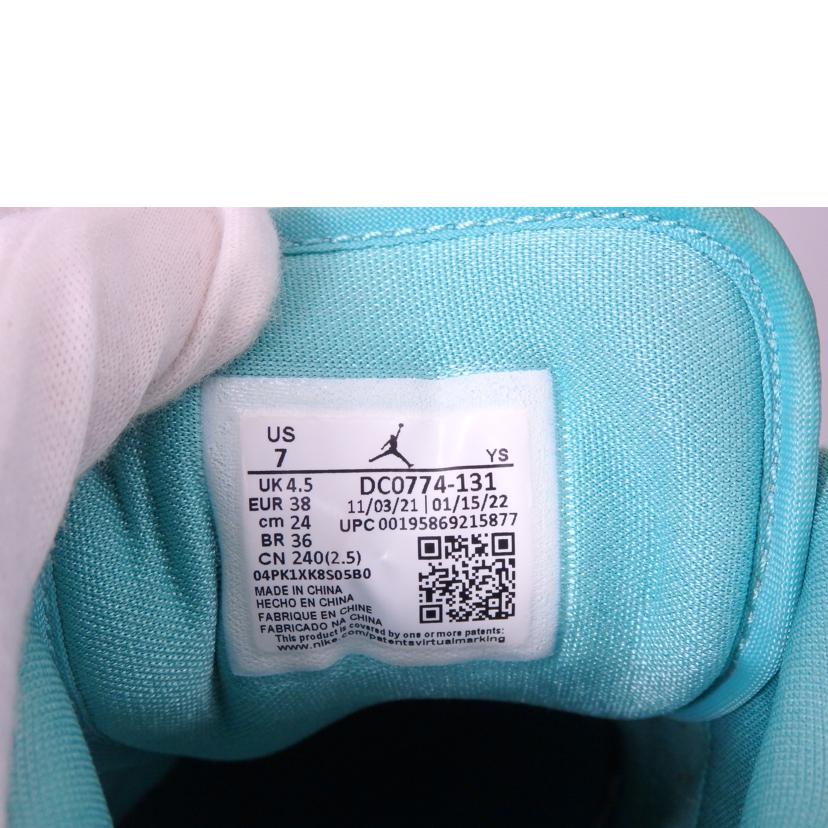 US
7 YS
UK 4.5 DC0774-131
EUR 38 11/03/21 | 01/15/22
cm 24 UPC 00195869215877
BR 36
CN 240(2.5)
04PK1XK8S05B0
MADE IN CHINA
HECHO EN CHINA
FABRIQUE EN CHINE
FABRICADO NA CHINA
This product is covered by one or more patents:
www.nike.com/patentsvirtualmarking